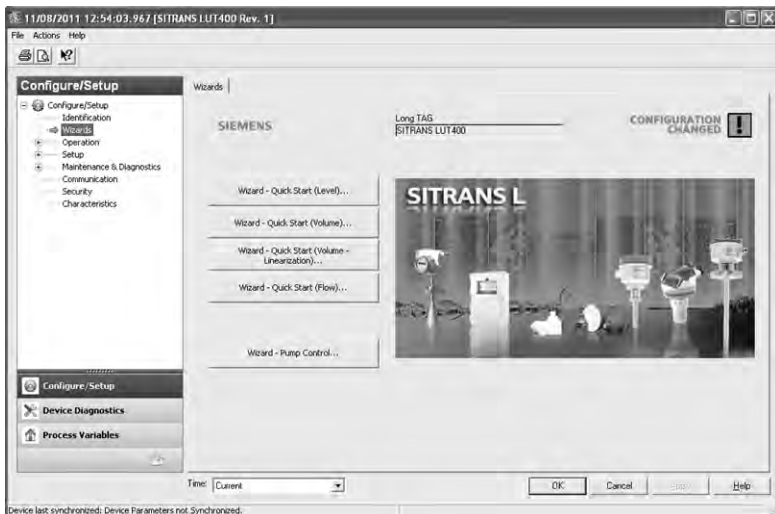 11/08/2011 12:54:03.967 [SITRANS LUT400 Rev. 1]
File Actions Help
Configure/Setup
Wizards
Configure/Setup
Identification
Wizards
Operation
Setup
Maintenance & Diagnostics
Communication
Security
Characteristics
SIEMENS
Long TAG
SITRANS LUT400
CONFIGURATION
CHANGED
Wizard - Quick Start (Level)...
Wizard - Quick Start (Volume)...
Wizard - Quick Start (Volume -
Linearization)...
Wizard - Quick Start (Flow)...
Wizard - Pump Control...
SITRANS L
Configure/Setup
Device Diagnostics
Process Variables
Time: Current
OK Cancel Help
Device last synchronized: Device Parameters not Synchronized.